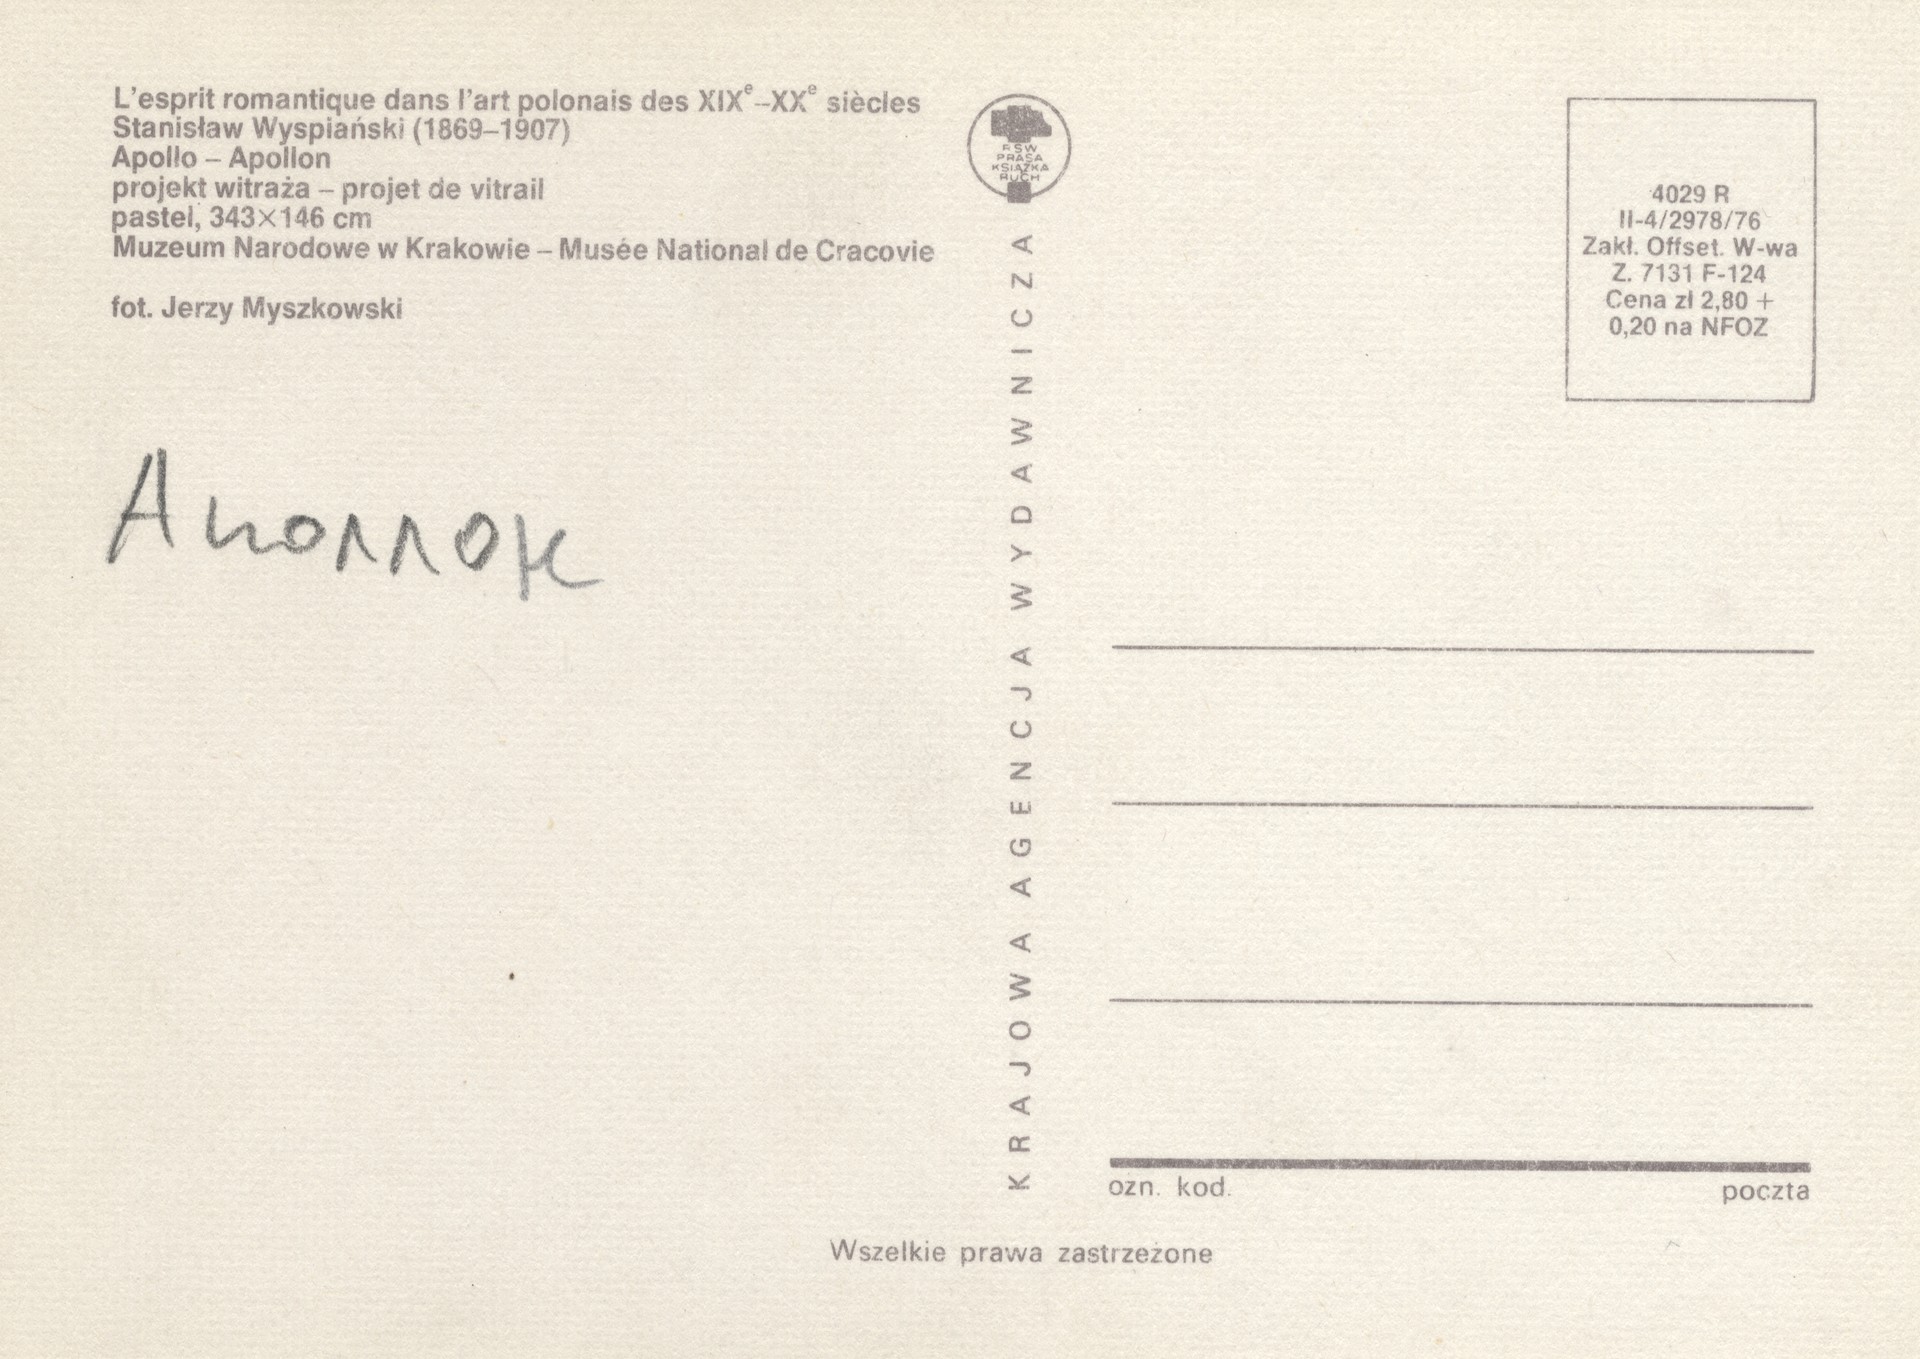 L'esprit romantique dans l'art polonais des XIXᵉ–XXᵉ siècles
Stanisław Wyspiański (1869–1907)
Apollo – Apollon
projekt witraża – projet de vitrail
pastel, 343×146 cm
Muzeum Narodowe w Krakowie – Musée National de Cracovie
fot. Jerzy Myszkowski
Аполлон
RSW
PRASA
KSIĄŻKA
RUCH
KRAJOWA AGENCJA WYDAWNICZA
4029 R
II-4/2978/76
Zakł. Offset. W-wa
Z. 7131 F-124
Cena zł 2,80 +
0,20 na NFOZ
ozn. kod.
poczta
Wszelkie prawa zastrzeżone